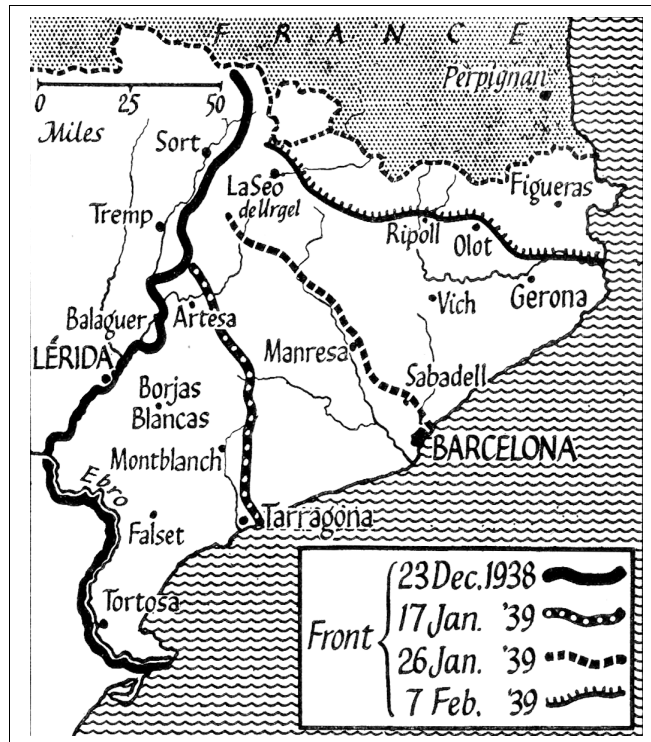 F R A N C E
Perpignan
0 25 50
Miles
Sort
La Seo
de Urgel
Figueras
Tremp
Ripoll
Olot
Vich
Gerona
Balaguer
Artesa
LÉRIDA
Manresa
Sabadell
Borjas
Blancas
BARCELONA
Montblanch
Ebro
Tarragona
Falset
Tortosa
Front
23 Dec. 1938
17 Jan. '39
26 Jan. '39
7 Feb. '39